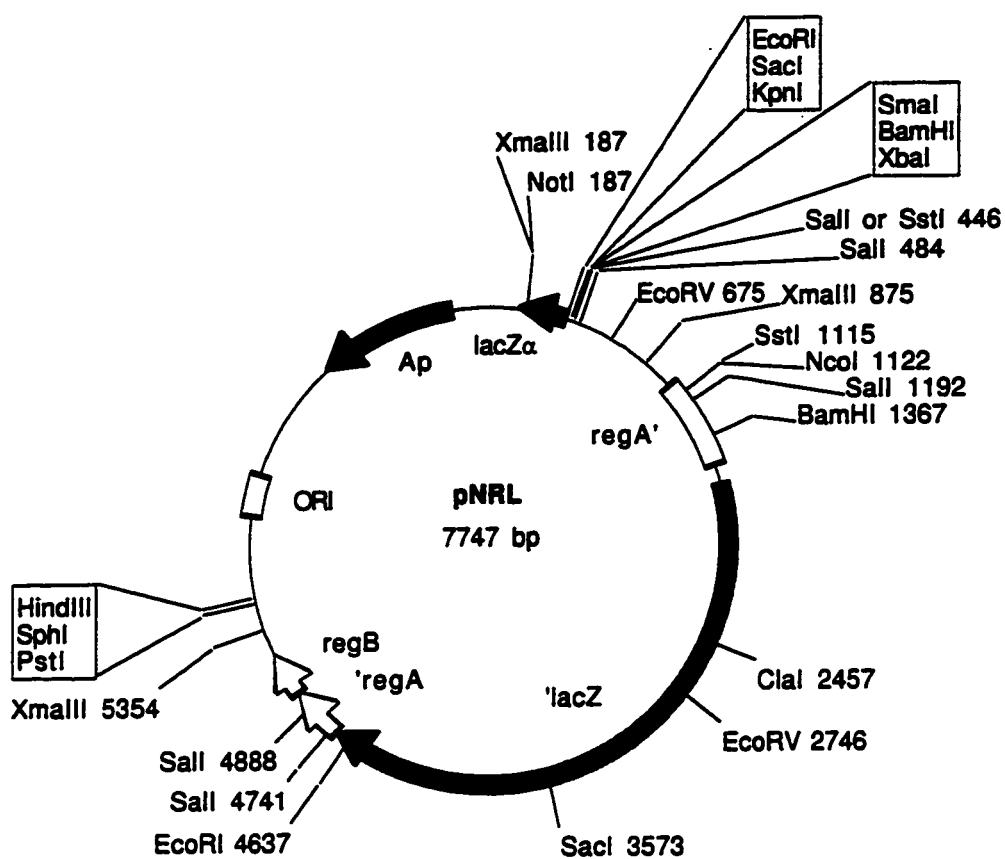 EcoRI
SacI
KpnI
SmaI
BamHI
XbaI
XmaIII 187
NotI 187
SalI or SstI 446
SalI 484
EcoRV 675
XmaIII 875
SstI 1115
NcoI 1122
SalI 1192
BamHI 1367
lacZα
Ap
regA'
ORI
pNRL
7747 bp
HindIII
SphI
PstI
XmaIII 5354
regB
'regA
'lacZ
ClaI 2457
EcoRV 2746
SalI 4888
SalI 4741
EcoRI 4637
SacI 3573